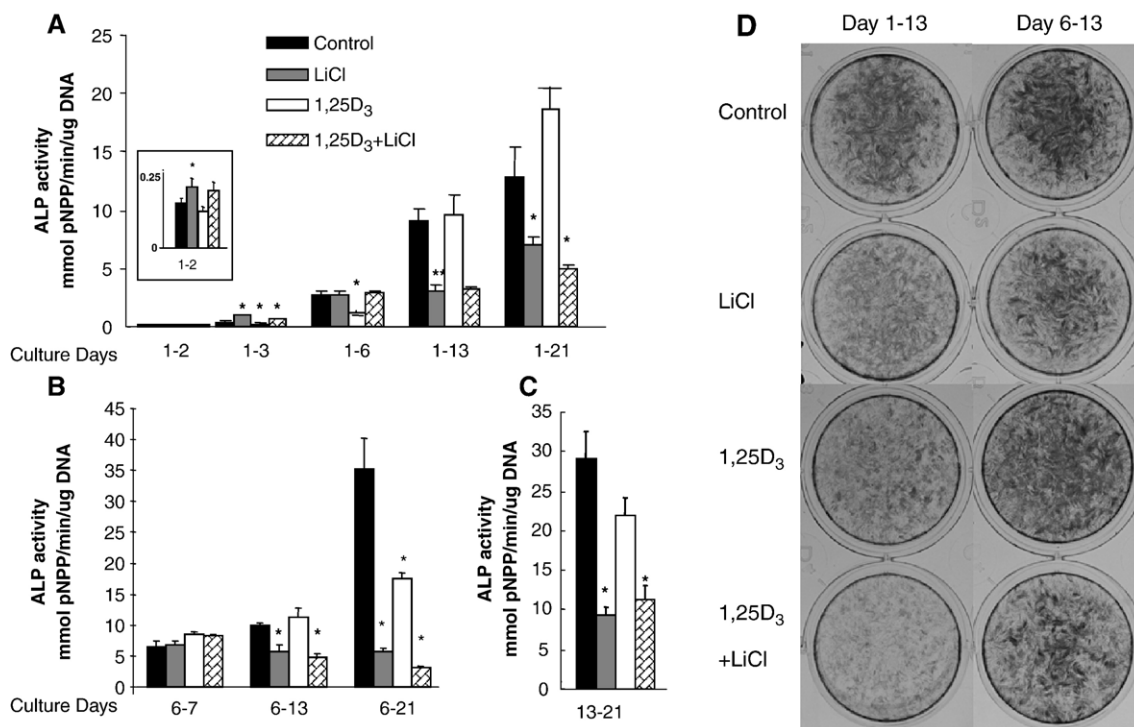 A
ALP activity
mmol pNPP/min/ug DNA
25
20
15
10
5
0
Control
LiCl
1,25D₃
1,25D₃+LiCl
0.25
0
*
1-2
* * *
*
**
*
*
Culture Days 1-2 1-3 1-6 1-13 1-21
B
ALP activity
mmol pNPP/min/ug DNA
45
40
35
30
25
20
15
10
5
0
* *
* * *
Culture Days 6-7 6-13 6-21
C
ALP activity
mmol pNPP/min/ug DNA
35
30
25
20
15
10
5
0
* *
13-21
D
Day 1-13 Day 6-13
Control
LiCl
1,25D₃
1,25D₃
+LiCl